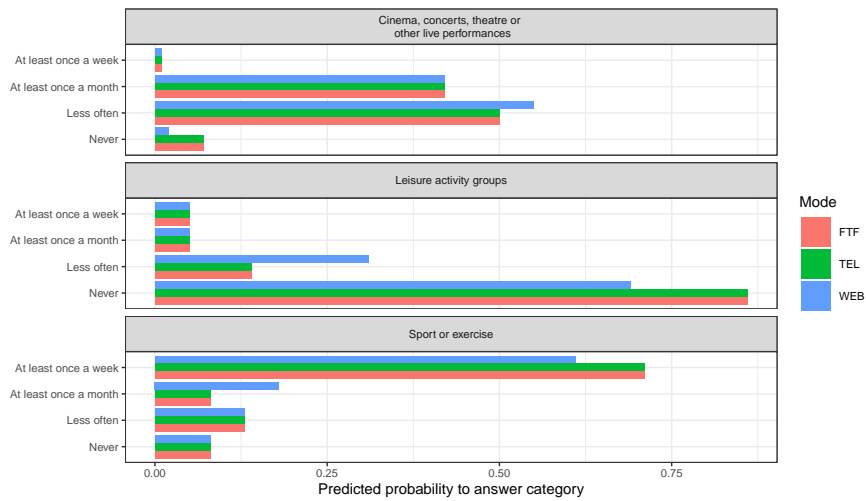 Cinema, concerts, theatre or
other live performances
At least once a week
At least once a month
Less often
Never
Leisure activity groups
At least once a week
At least once a month
Less often
Never
Sport or exercise
At least once a week
At least once a month
Less often
Never
0.00
0.25
0.50
0.75
Predicted probability to answer category
Mode
FTF
TEL
WEB